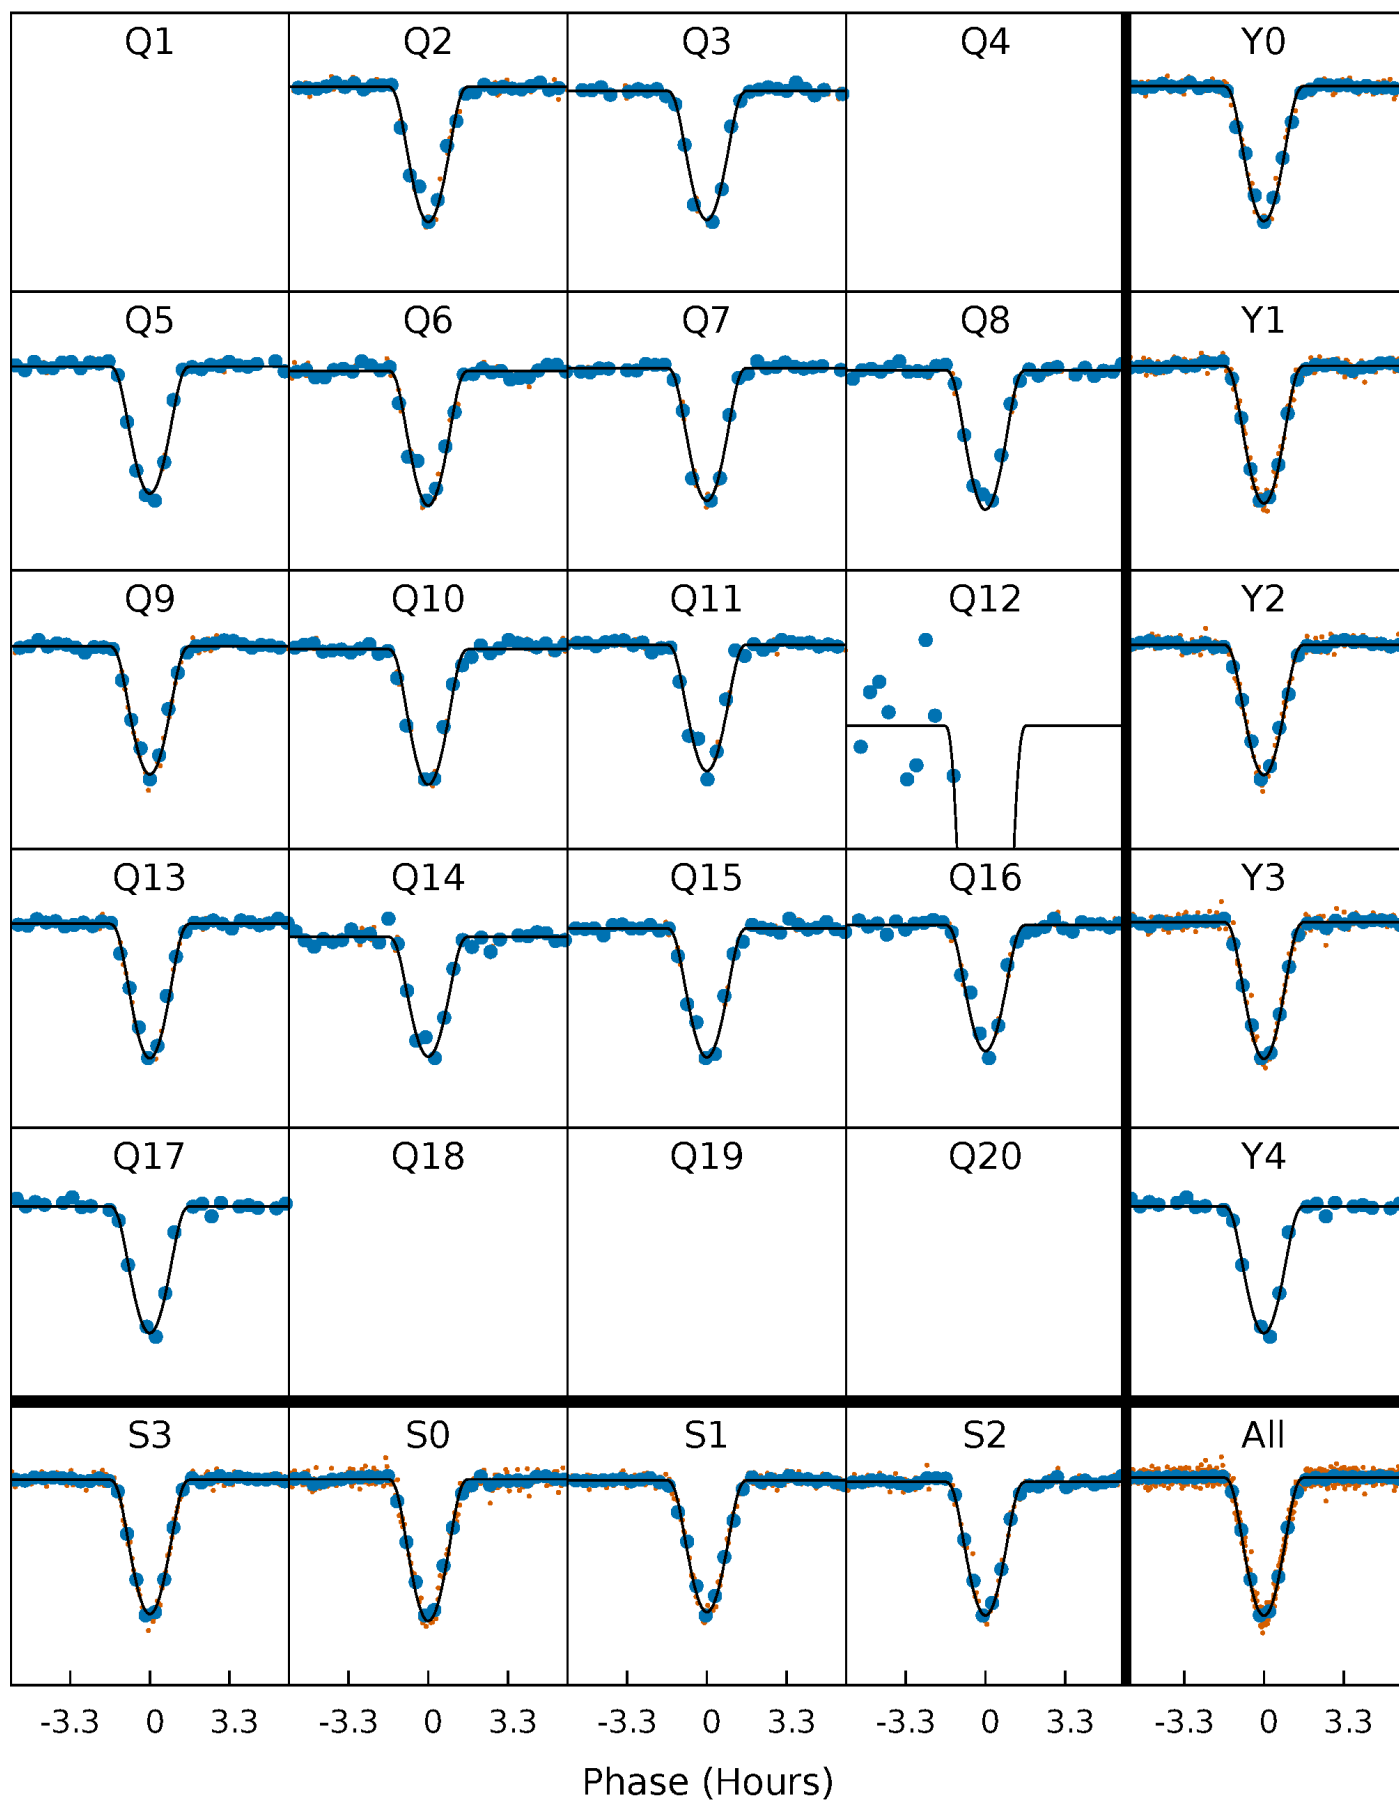 Q1 Q2 Q3 Q4 Y0
Q5 Q6 Q7 Q8 Y1
Q9 Q10 Q11 Q12 Y2
Q13 Q14 Q15 Q16 Y3
Q17 Q18 Q19 Q20 Y4
S3 S0 S1 S2 All
-3.3 0 3.3 -3.3 0 3.3 -3.3 0 3.3 -3.3 0 3.3 -3.3 0 3.3
Phase (Hours)